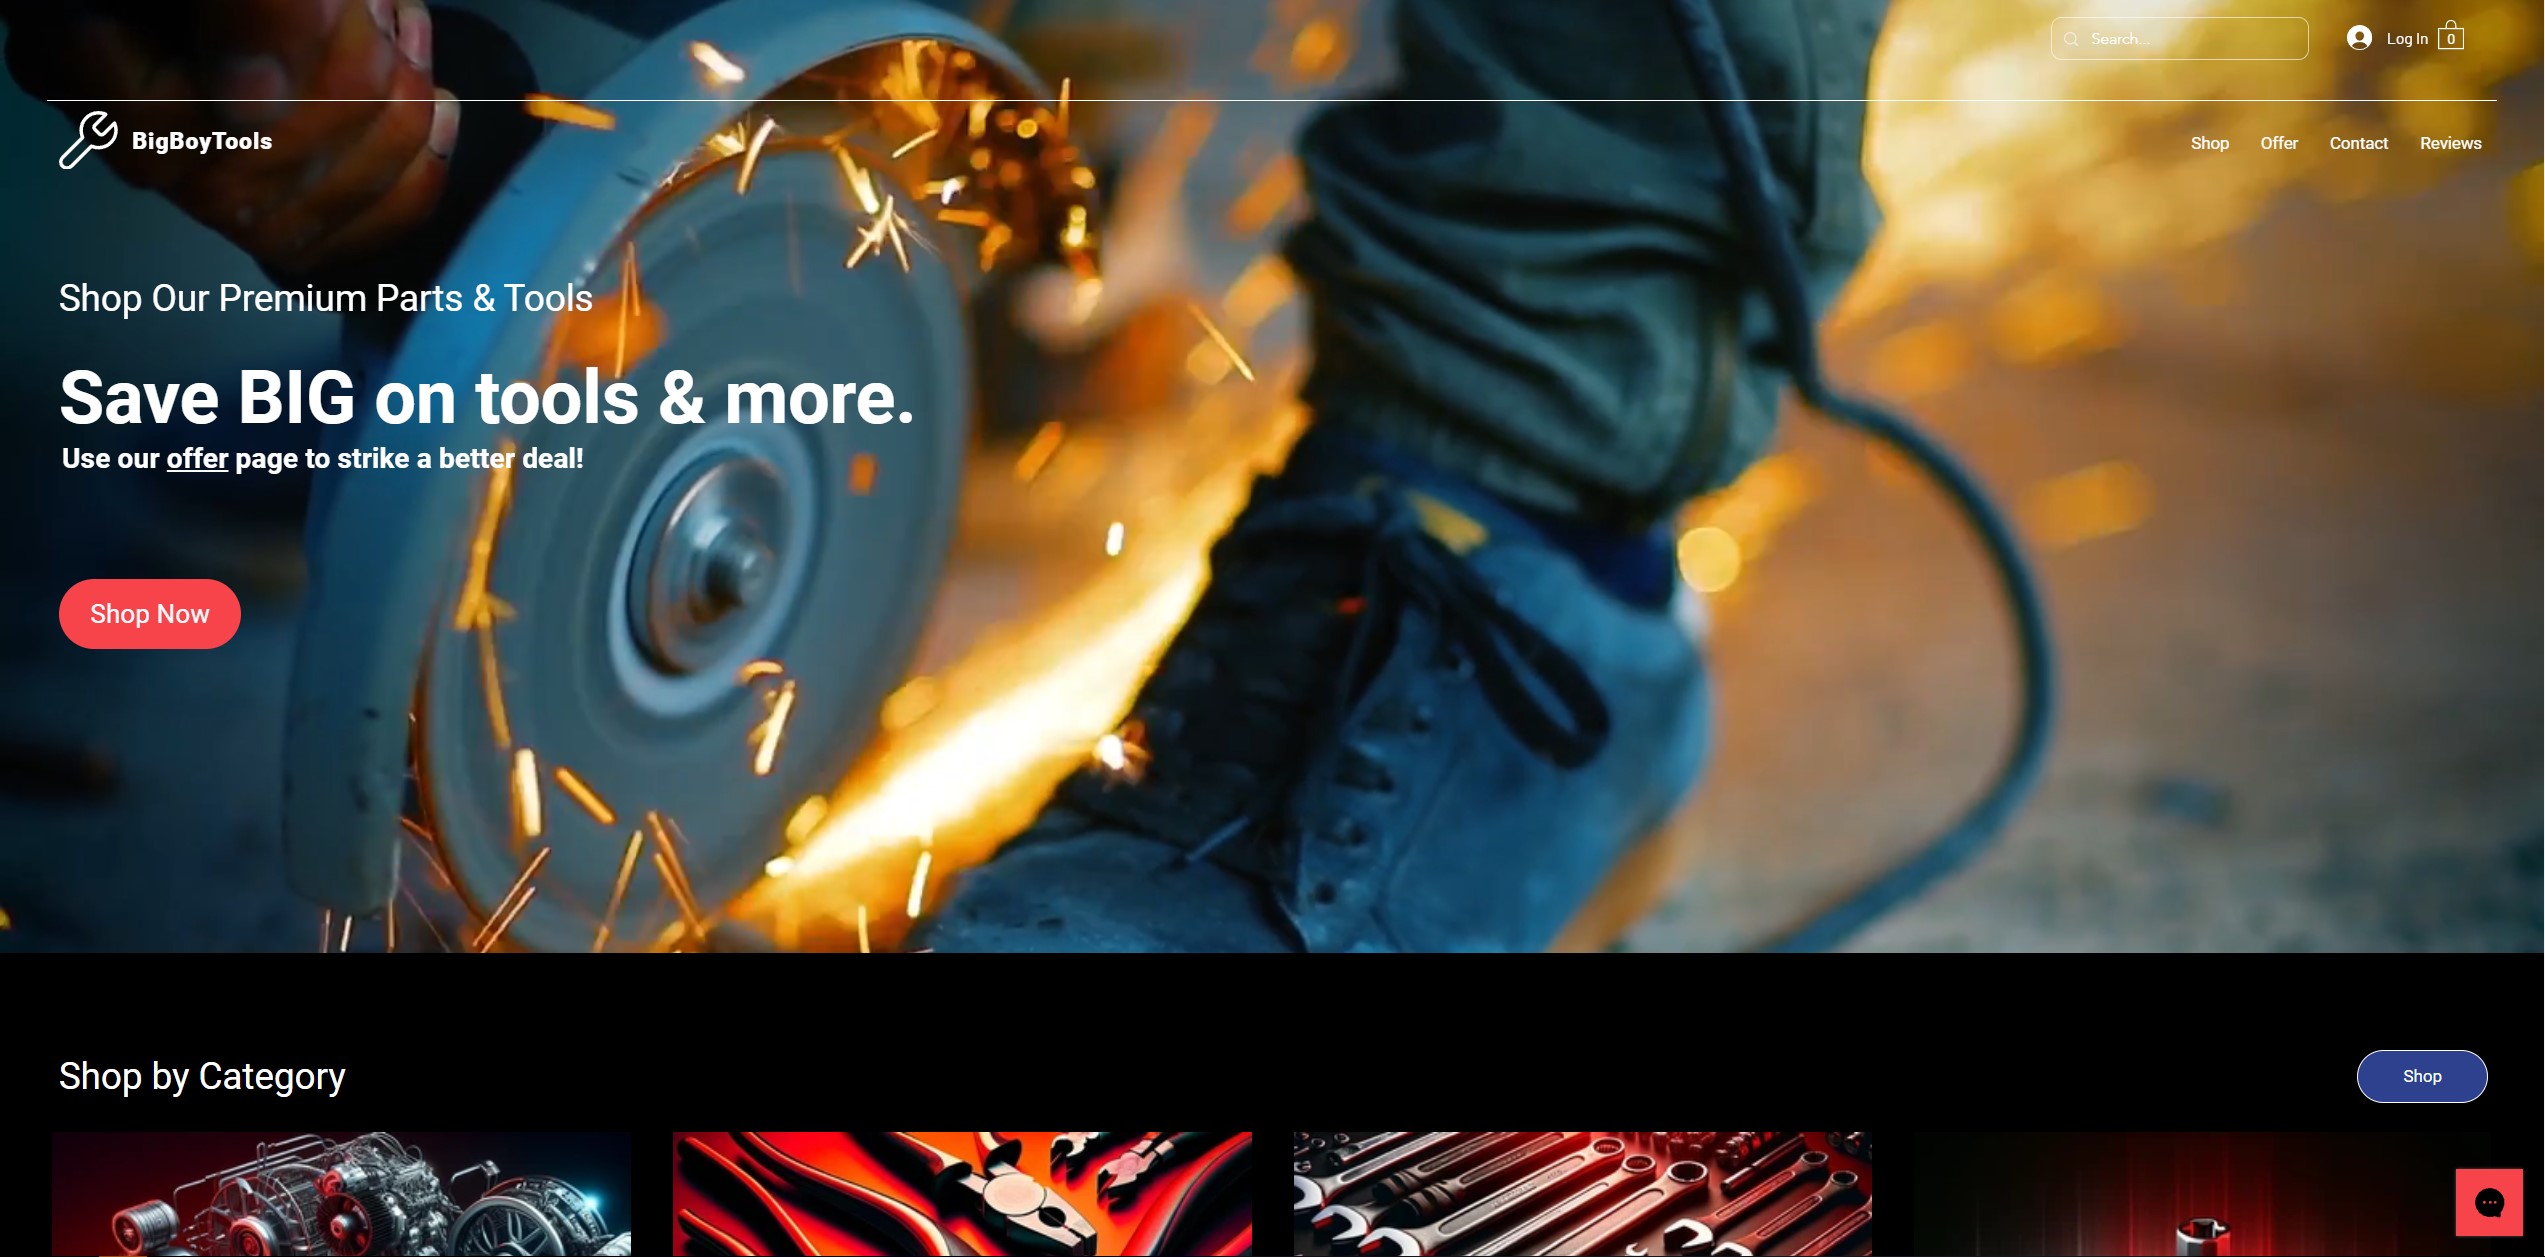 Search...
Log In
0
BigBoyTools
Shop
Offer
Contact
Reviews
Shop Our Premium Parts & Tools
Save BIG on tools & more.
Use our offer page to strike a better deal!
Shop Now
Shop by Category
Shop